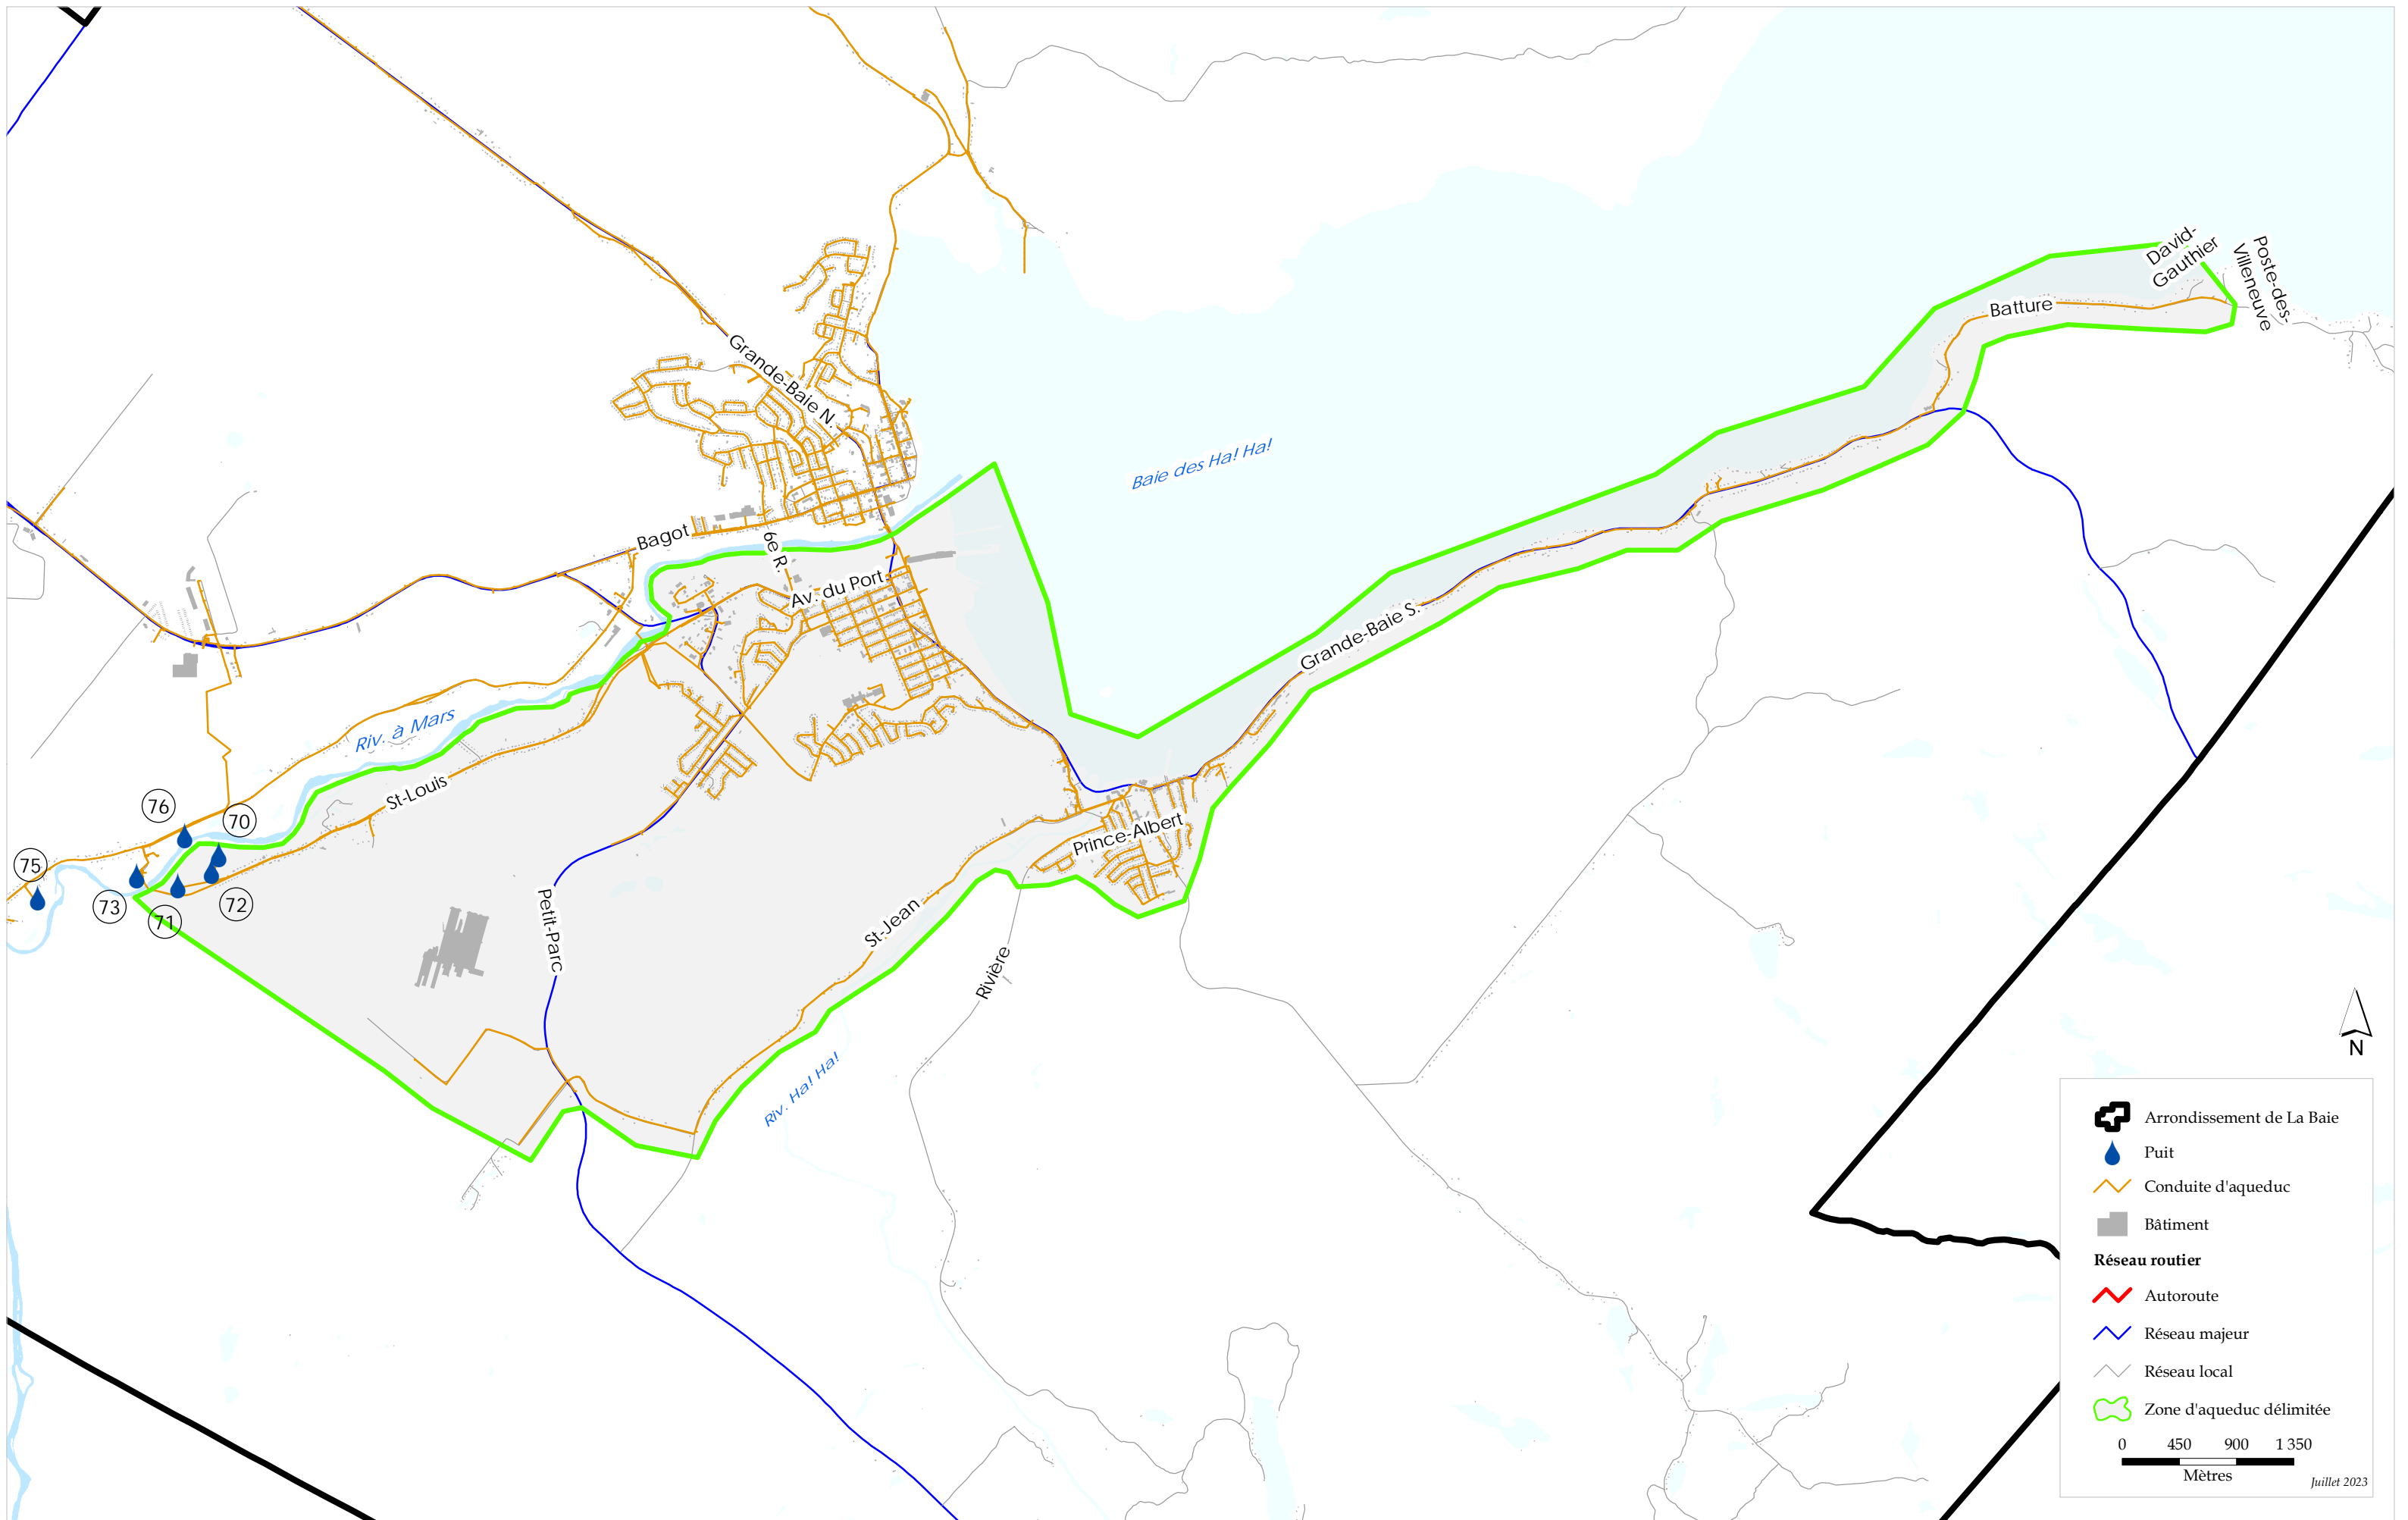 David-
Gauthier
Poste-des-
Villeneuve
Batture
Grande-Baie N.
Baie des Ha! Ha!
Bagot
6e R.
Av. du Port
Grande-Baie S.
Riv. à Mars
St-Louis
76
70
75
73
71
72
Prince-Albert
Petit-Parc
St-Jean
Rivière
Riv. Ha! Ha!
N
Arrondissement de La Baie
Puit
Conduite d'aqueduc
Bâtiment
Réseau routier
Autoroute
Réseau majeur
Réseau local
Zone d'aqueduc délimitée
0 450 900 1 350
Mètres
Juillet 2023